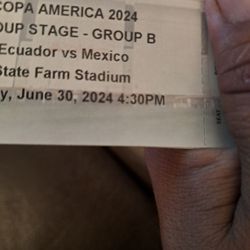 COPA AMERICA 2024
OUP STAGE - GROUP B
Ecuador vs Mexico
State Farm Stadium
y, June 30, 2024 4:30PM